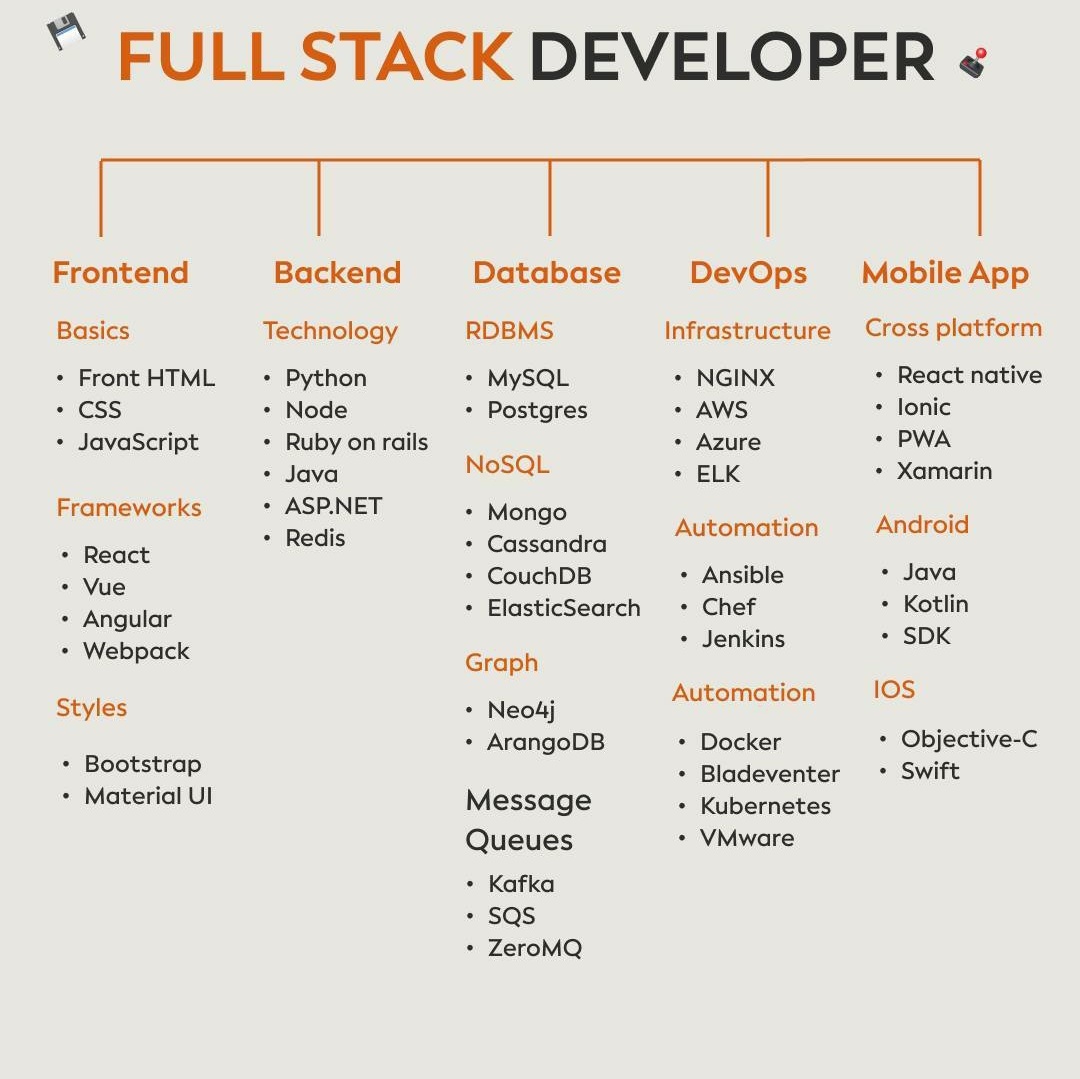 FULL STACK DEVELOPER
Frontend
Basics
• Front HTML
• CSS
• JavaScript
Frameworks
• React
• Vue
• Angular
• Webpack
Styles
• Bootstrap
• Material UI
Backend
Technology
• Python
• Node
• Ruby on rails
• Java
• ASP.NET
• Redis
Database
RDBMS
• MySQL
• Postgres
NoSQL
• Mongo
• Cassandra
• CouchDB
• ElasticSearch
Graph
• Neo4j
• ArangoDB
Message
Queues
• Kafka
• SQS
• ZeroMQ
DevOps
Infrastructure
• NGINX
• AWS
• Azure
• ELK
Automation
• Ansible
• Chef
• Jenkins
Automation
• Docker
• Bladeventer
• Kubernetes
• VMware
Mobile App
Cross platform
• React native
• Ionic
• PWA
• Xamarin
Android
• Java
• Kotlin
• SDK
IOS
• Objective-C
• Swift